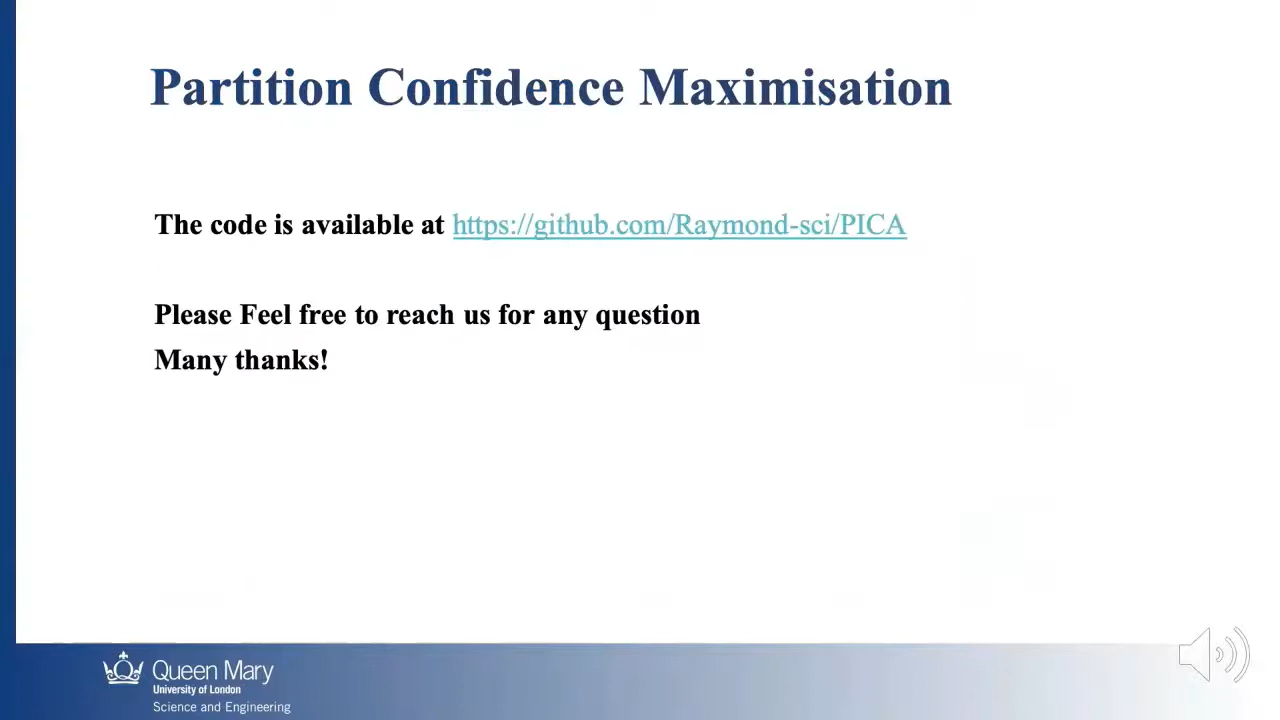 Partition Confidence Maximisation
The code is available at https://github.com/Raymond-sci/PICA
Please Feel free to reach us for any question
Many thanks!
Queen Mary
University of London
Science and Engineering